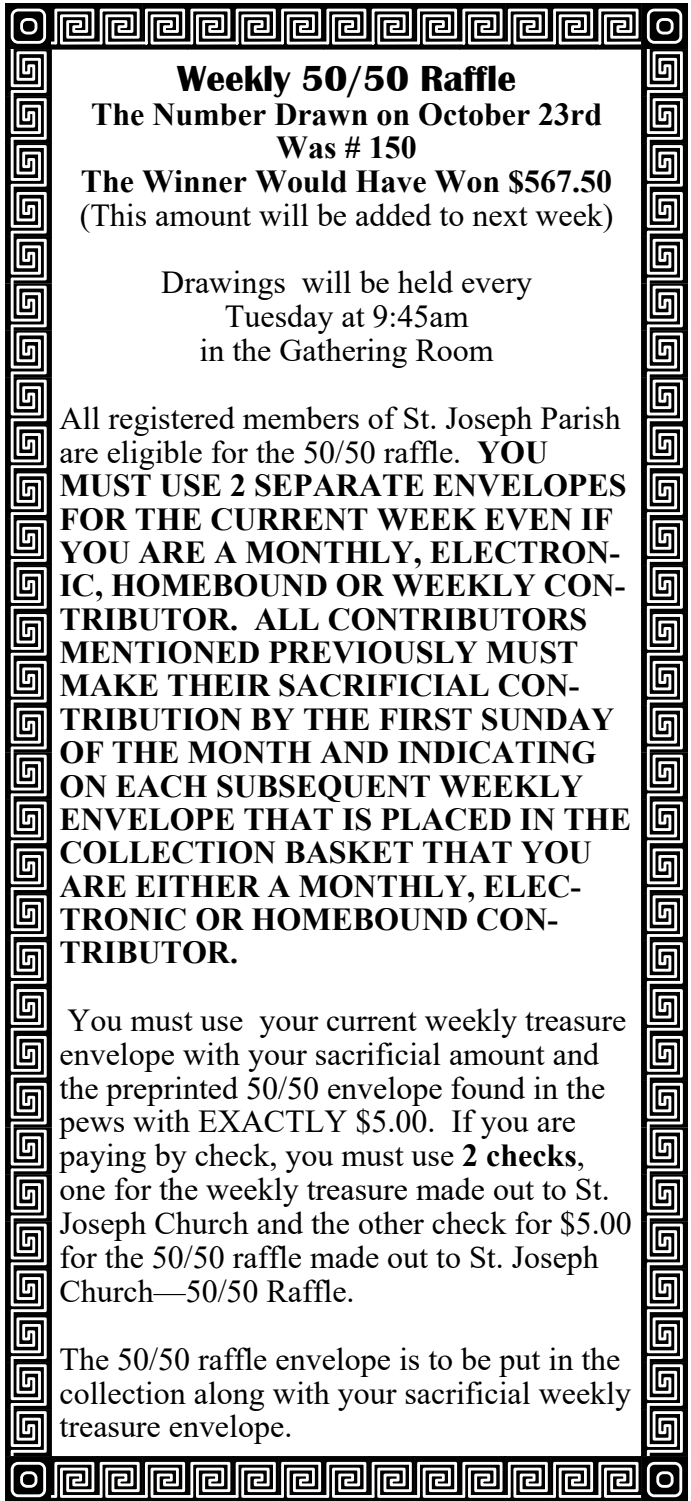 Weekly 50/50 Raffle
The Number Drawn on October 23rd
Was # 150
The Winner Would Have Won $567.50
(This amount will be added to next week)
Drawings  will be held every
Tuesday at 9:45am
in the Gathering Room
All registered members of St. Joseph Parish
are eligible for the 50/50 raffle.  YOU
MUST USE 2 SEPARATE ENVELOPES
FOR THE CURRENT WEEK EVEN IF
YOU ARE A MONTHLY, ELECTRON-
IC, HOMEBOUND OR WEEKLY CON-
TRIBUTOR.  ALL CONTRIBUTORS
MENTIONED PREVIOUSLY MUST
MAKE THEIR SACRIFICIAL CON-
TRIBUTION BY THE FIRST SUNDAY
OF THE MONTH AND INDICATING
ON EACH SUBSEQUENT WEEKLY
ENVELOPE THAT IS PLACED IN THE
COLLECTION BASKET THAT YOU
ARE EITHER A MONTHLY, ELEC-
TRONIC OR HOMEBOUND CON-
TRIBUTOR.
You must use  your current weekly treasure
envelope with your sacrificial amount and
the preprinted 50/50 envelope found in the
pews with EXACTLY $5.00.  If you are
paying by check, you must use 2 checks,
one for the weekly treasure made out to St.
Joseph Church and the other check for $5.00
for the 50/50 raffle made out to St. Joseph
Church—50/50 Raffle.
The 50/50 raffle envelope is to be put in the
collection along with your sacrificial weekly
treasure envelope.